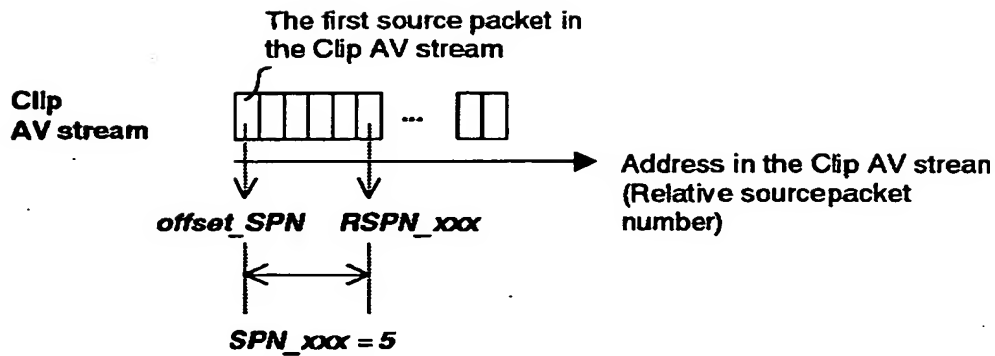 The first source packet in
the Clip AV stream
Clip
AV stream
...
Address in the Clip AV stream
(Relative sourcepacket
number)
offset_SPN RSPN_xxx
SPN_xxx = 5